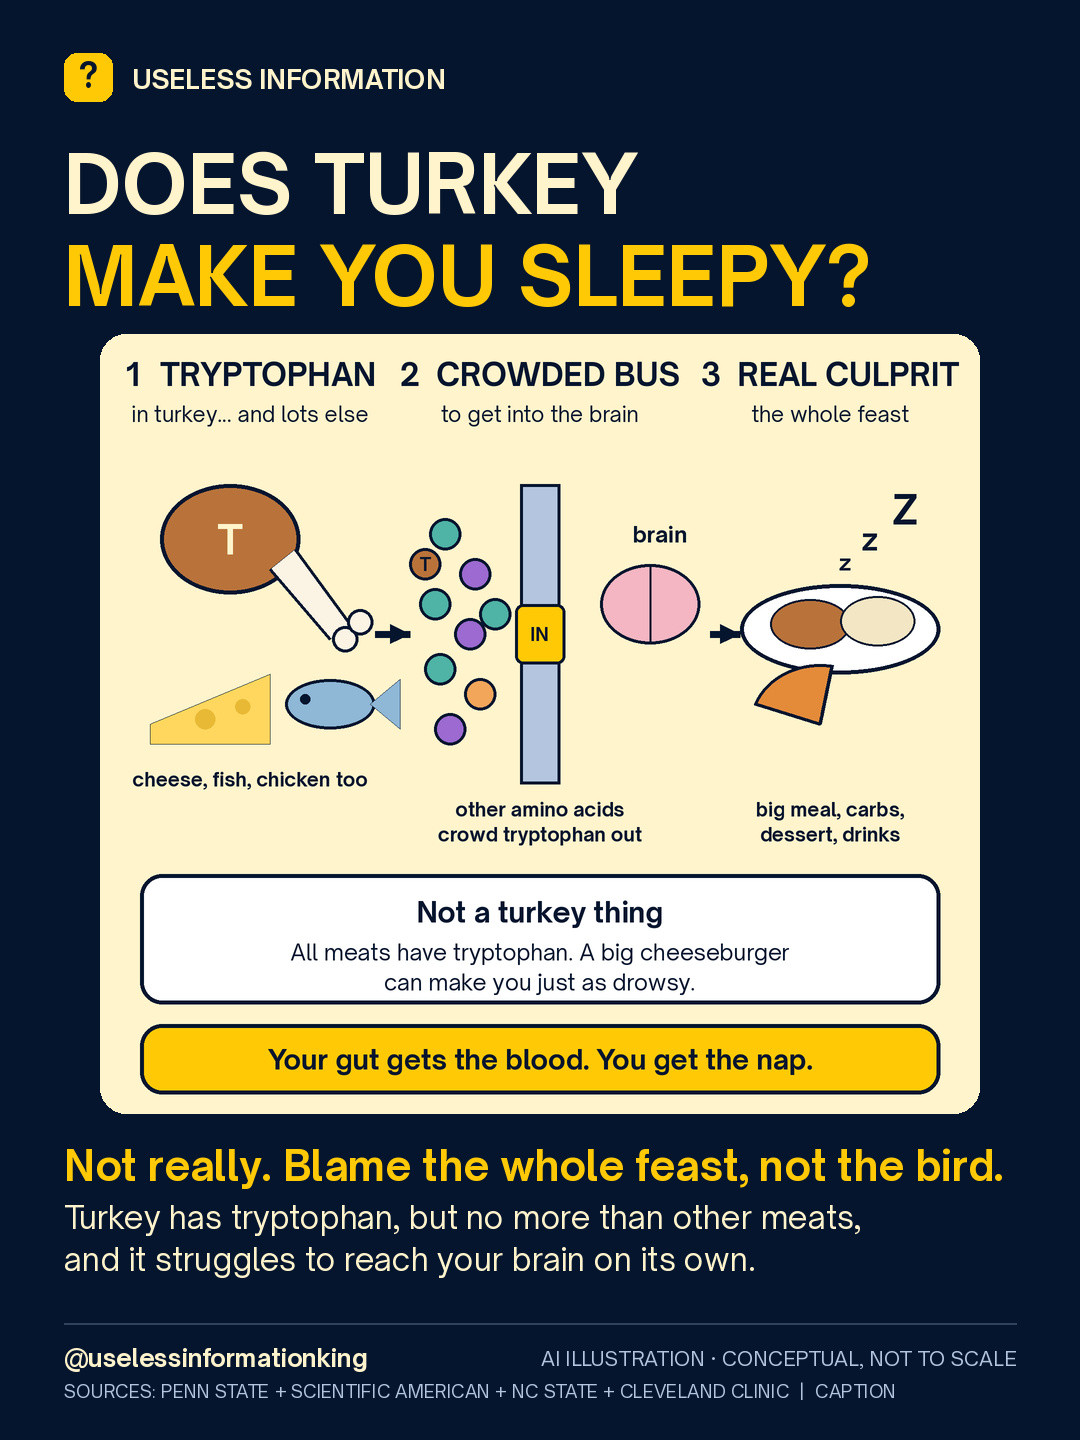 ?
USELESS INFORMATION
DOES TURKEY
MAKE YOU SLEEPY?
1 TRYPTOPHAN
in turkey... and lots else
2 CROWDED BUS
to get into the brain
3 REAL CULPRIT
the whole feast
T
T
IN
brain
z
z
Z
cheese, fish, chicken too
other amino acids
crowd tryptophan out
big meal, carbs,
dessert, drinks
Not a turkey thing
All meats have tryptophan. A big cheeseburger
can make you just as drowsy.
Your gut gets the blood. You get the nap.
Not really. Blame the whole feast, not the bird.
Turkey has tryptophan, but no more than other meats,
and it struggles to reach your brain on its own.
@uselessinformationking
AI ILLUSTRATION · CONCEPTUAL, NOT TO SCALE
SOURCES: PENN STATE + SCIENTIFIC AMERICAN + NC STATE + CLEVELAND CLINIC | CAPTION